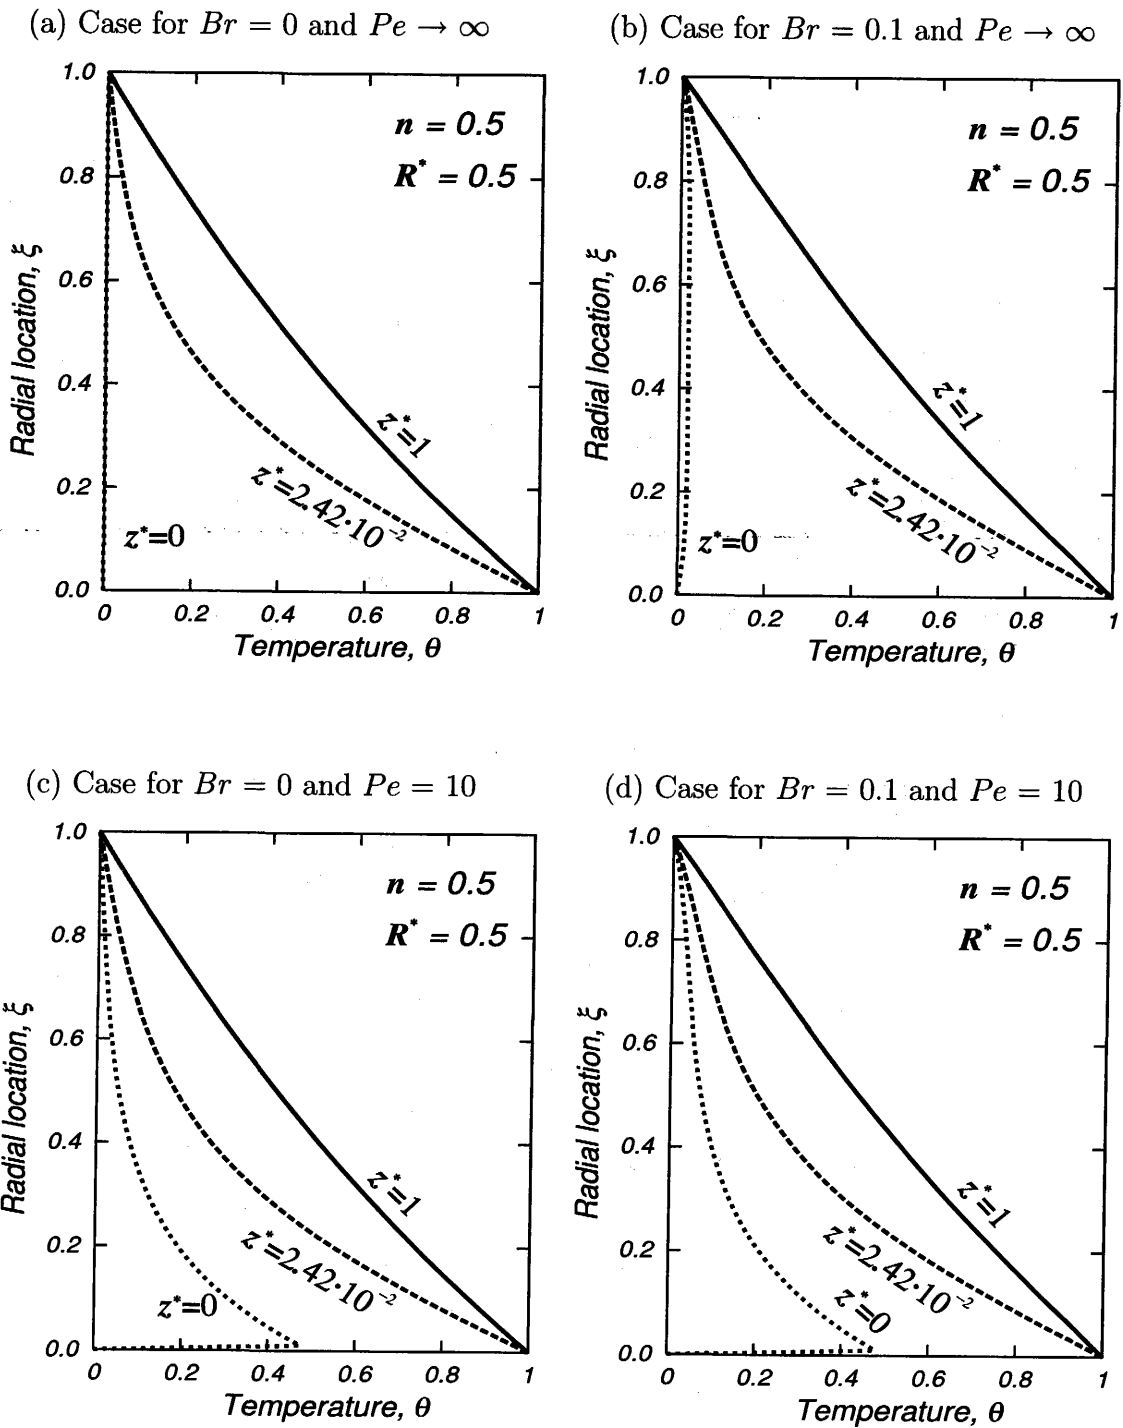 (a) Case for Br = 0 and Pe → ∞
1.0
0.8
0.6
0.4
0.2
0.0
Radial location, ξ
n = 0.5
R* = 0.5
z*=1
z*=2.42·10⁻²
z*=0
0 0.2 0.4 0.6 0.8 1
Temperature, θ
(b) Case for Br = 0.1 and Pe → ∞
1.0
0.8
0.6
0.4
0.2
0.0
Radial location, ξ
n = 0.5
R* = 0.5
z*=1
z*=2.42·10⁻²
z*=0
0 0.2 0.4 0.6 0.8 1
Temperature, θ
(c) Case for Br = 0 and Pe = 10
1.0
0.8
0.6
0.4
0.2
0.0
Radial location, ξ
n = 0.5
R* = 0.5
z*=1
z*=2.42·10⁻²
z*=0
0 0.2 0.4 0.6 0.8 1
Temperature, θ
(d) Case for Br = 0.1 and Pe = 10
1.0
0.8
0.6
0.4
0.2
0.0
Radial location, ξ
n = 0.5
R* = 0.5
z*=1
z*=2.42·10⁻²
z*=0
0 0.2 0.4 0.6 0.8 1
Temperature, θ